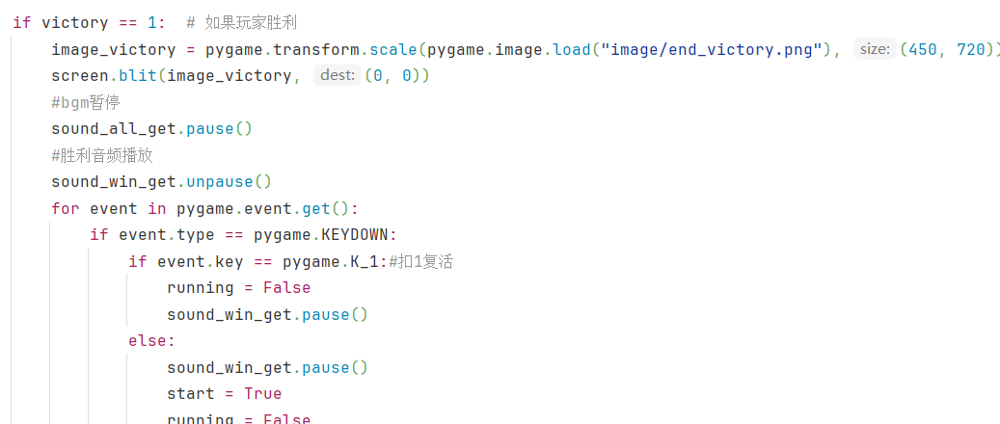 if victory == 1:  # 如果玩家胜利
    image_victory = pygame.transform.scale(pygame.image.load("image/end_victory.png"), size: (450, 720))
    screen.blit(image_victory, dest: (0, 0))
    #bgm暂停
    sound_all_get.pause()
    #胜利音频播放
    sound_win_get.unpause()
    for event in pygame.event.get():
        if event.type == pygame.KEYDOWN:
            if event.key == pygame.K_1:#扣1复活
                running = False
                sound_win_get.pause()
            else:
                sound_win_get.pause()
                start = True
                running = False